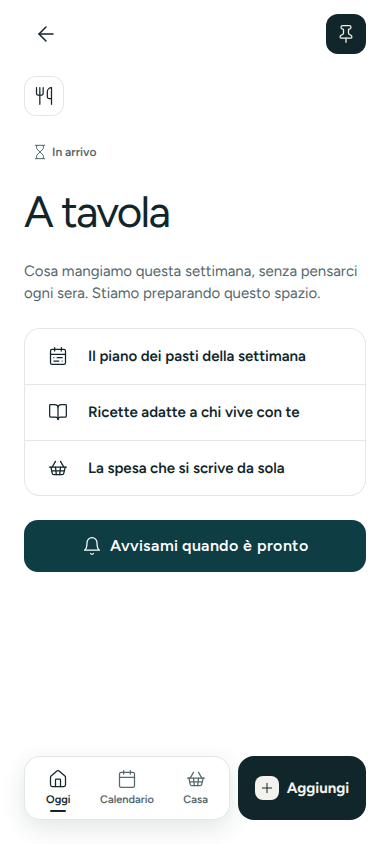 In arrivo
A tavola
Cosa mangiamo questa settimana, senza pensarci
ogni sera. Stiamo preparando questo spazio.
Il piano dei pasti della settimana
Ricette adatte a chi vive con te
La spesa che si scrive da sola
Avvisami quando è pronto
Oggi
Calendario
Casa
Aggiungi